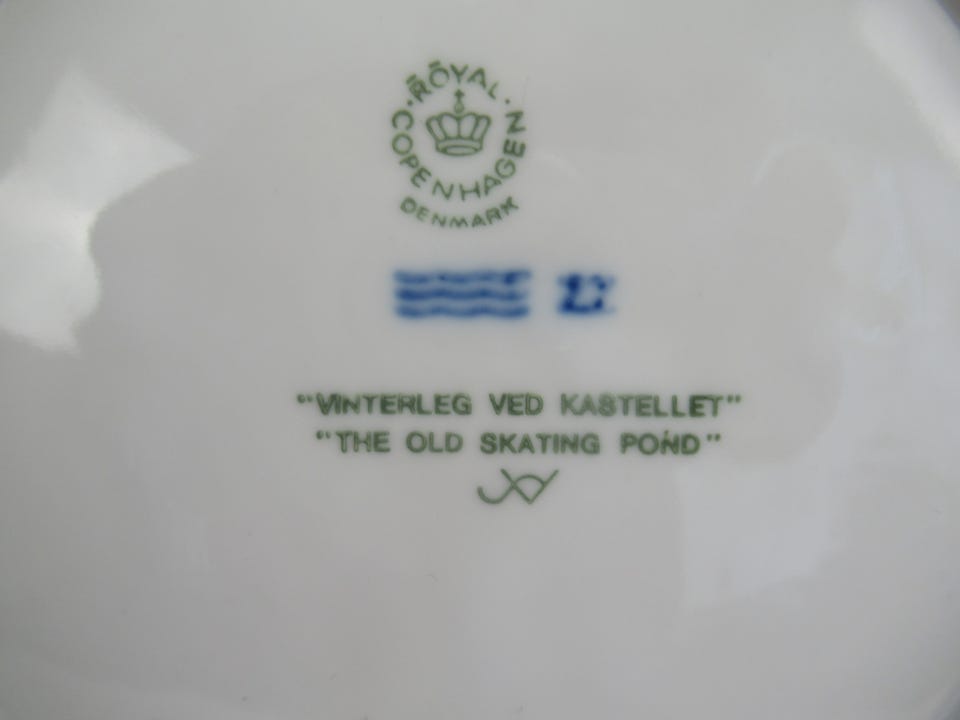 ROYAL · COPENHAGEN ·
DENMARK
"VINTERLEG VED KASTELLET"
"THE OLD SKATING POND"